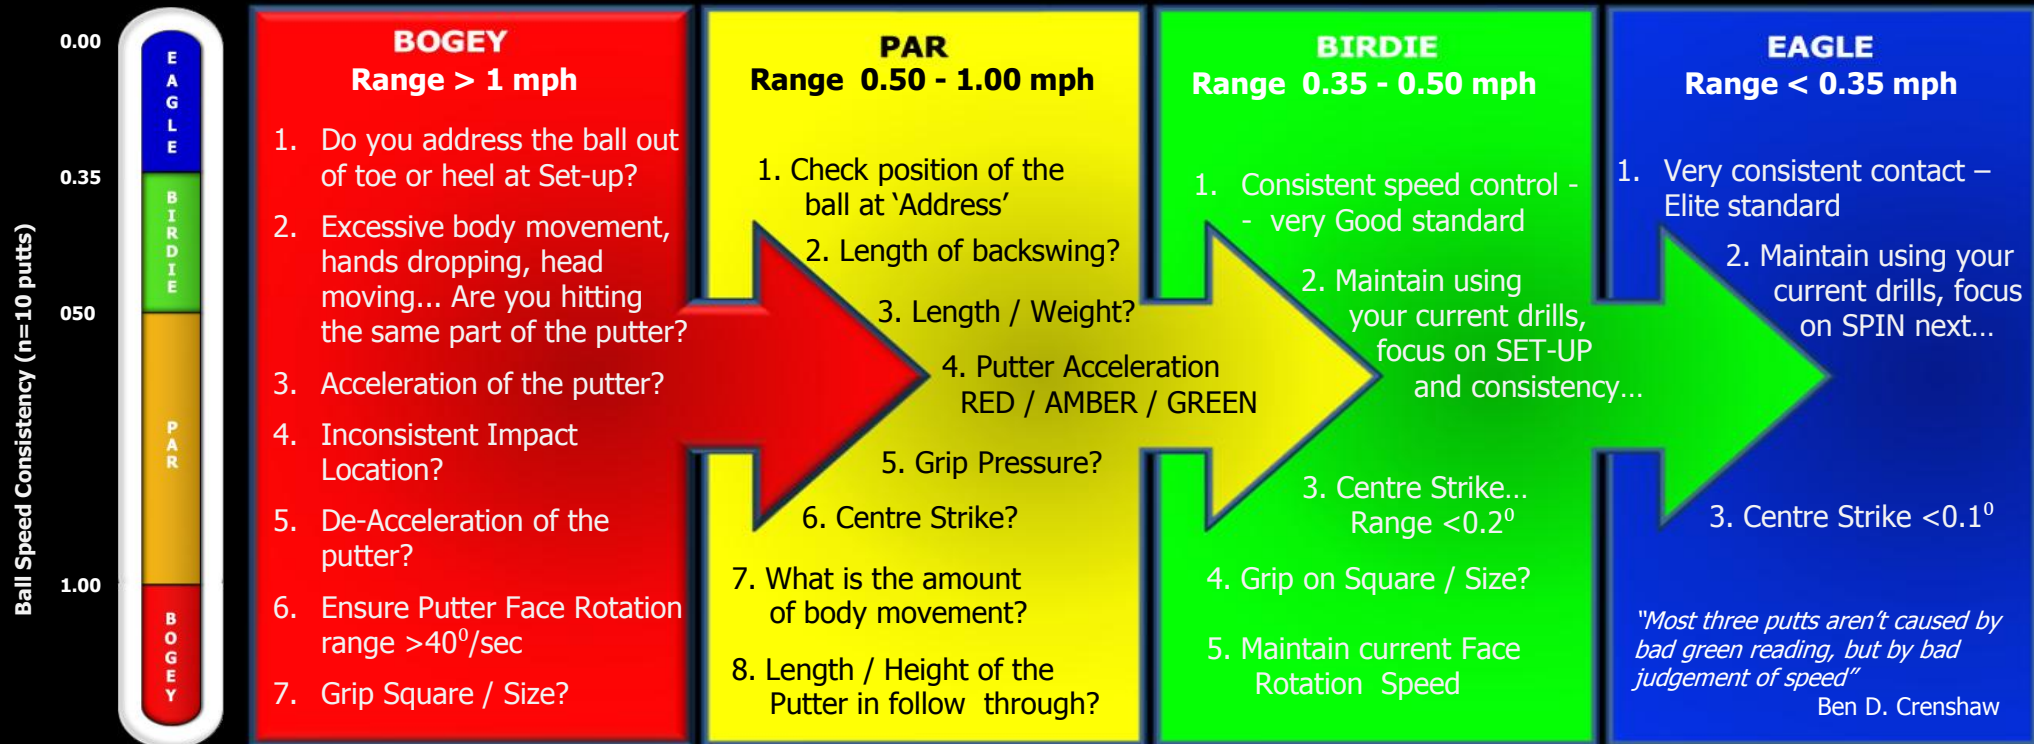 Ball Speed Consistency (n=10 putts)
0.00
0.35
050
1.00
EAGLE
BIRDIE
PAR
BOGEY
BOGEY
Range > 1 mph
1. Do you address the ball out
of toe or heel at Set-up?
2. Excessive body movement,
hands dropping, head
moving... Are you hitting
the same part of the putter?
3. Acceleration of the putter?
4. Inconsistent Impact
Location?
5. De-Acceleration of the
putter?
6. Ensure Putter Face Rotation
range >40⁰/sec
7. Grip Square / Size?
PAR
Range 0.50 - 1.00 mph
1. Check position of the
ball at ‘Address’
2. Length of backswing?
3. Length / Weight?
4. Putter Acceleration
RED / AMBER / GREEN
5. Grip Pressure?
6. Centre Strike?
7. What is the amount
of body movement?
8. Length / Height of the
Putter in follow through?
BIRDIE
Range 0.35 - 0.50 mph
1. Consistent speed control -
- very Good standard
2. Maintain using
your current drills,
focus on SET-UP
and consistency…
3. Centre Strike…
Range <0.2⁰
4. Grip on Square / Size?
5. Maintain current Face
Rotation Speed
EAGLE
Range < 0.35 mph
1. Very consistent contact –
Elite standard
2. Maintain using your
current drills, focus
on SPIN next…
3. Centre Strike <0.1⁰
“Most three putts aren’t caused by
bad green reading, but by bad
judgement of speed”
Ben D. Crenshaw